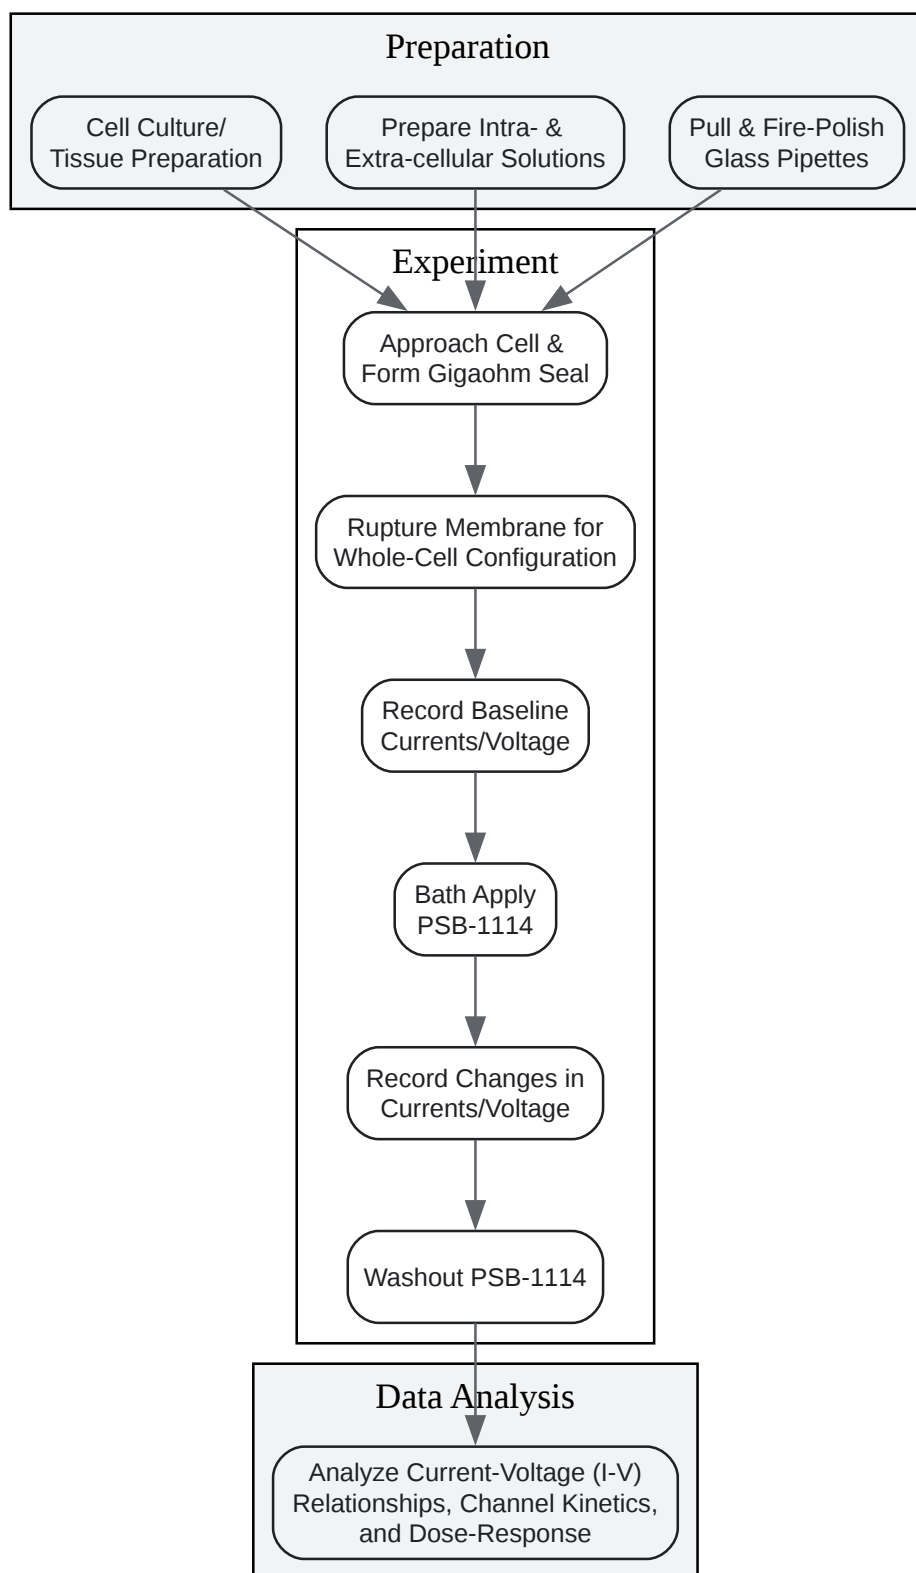 Preparation
Cell Culture/
Tissue Preparation
Prepare Intra- &
Extra-cellular Solutions
Pull & Fire-Polish
Glass Pipettes
Experiment
Approach Cell &
Form Gigaohm Seal
Rupture Membrane for
Whole-Cell Configuration
Record Baseline
Currents/Voltage
Bath Apply
PSB-1114
Record Changes in
Currents/Voltage
Washout PSB-1114
Data Analysis
Analyze Current-Voltage (I-V)
Relationships, Channel Kinetics,
and Dose-Response